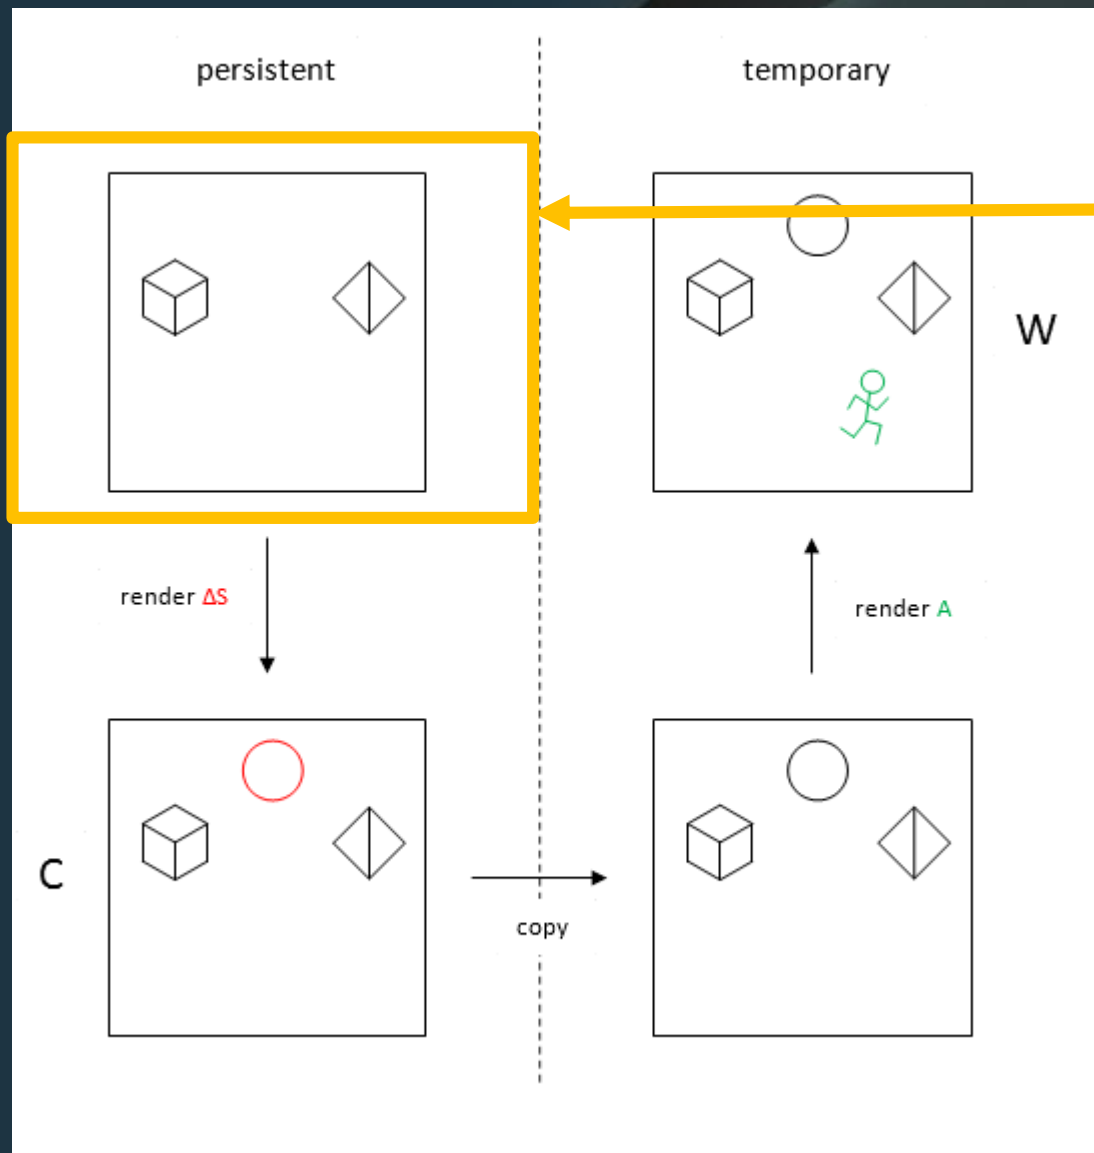 persistent
temporary
W
render ΔS
render A
C
copy